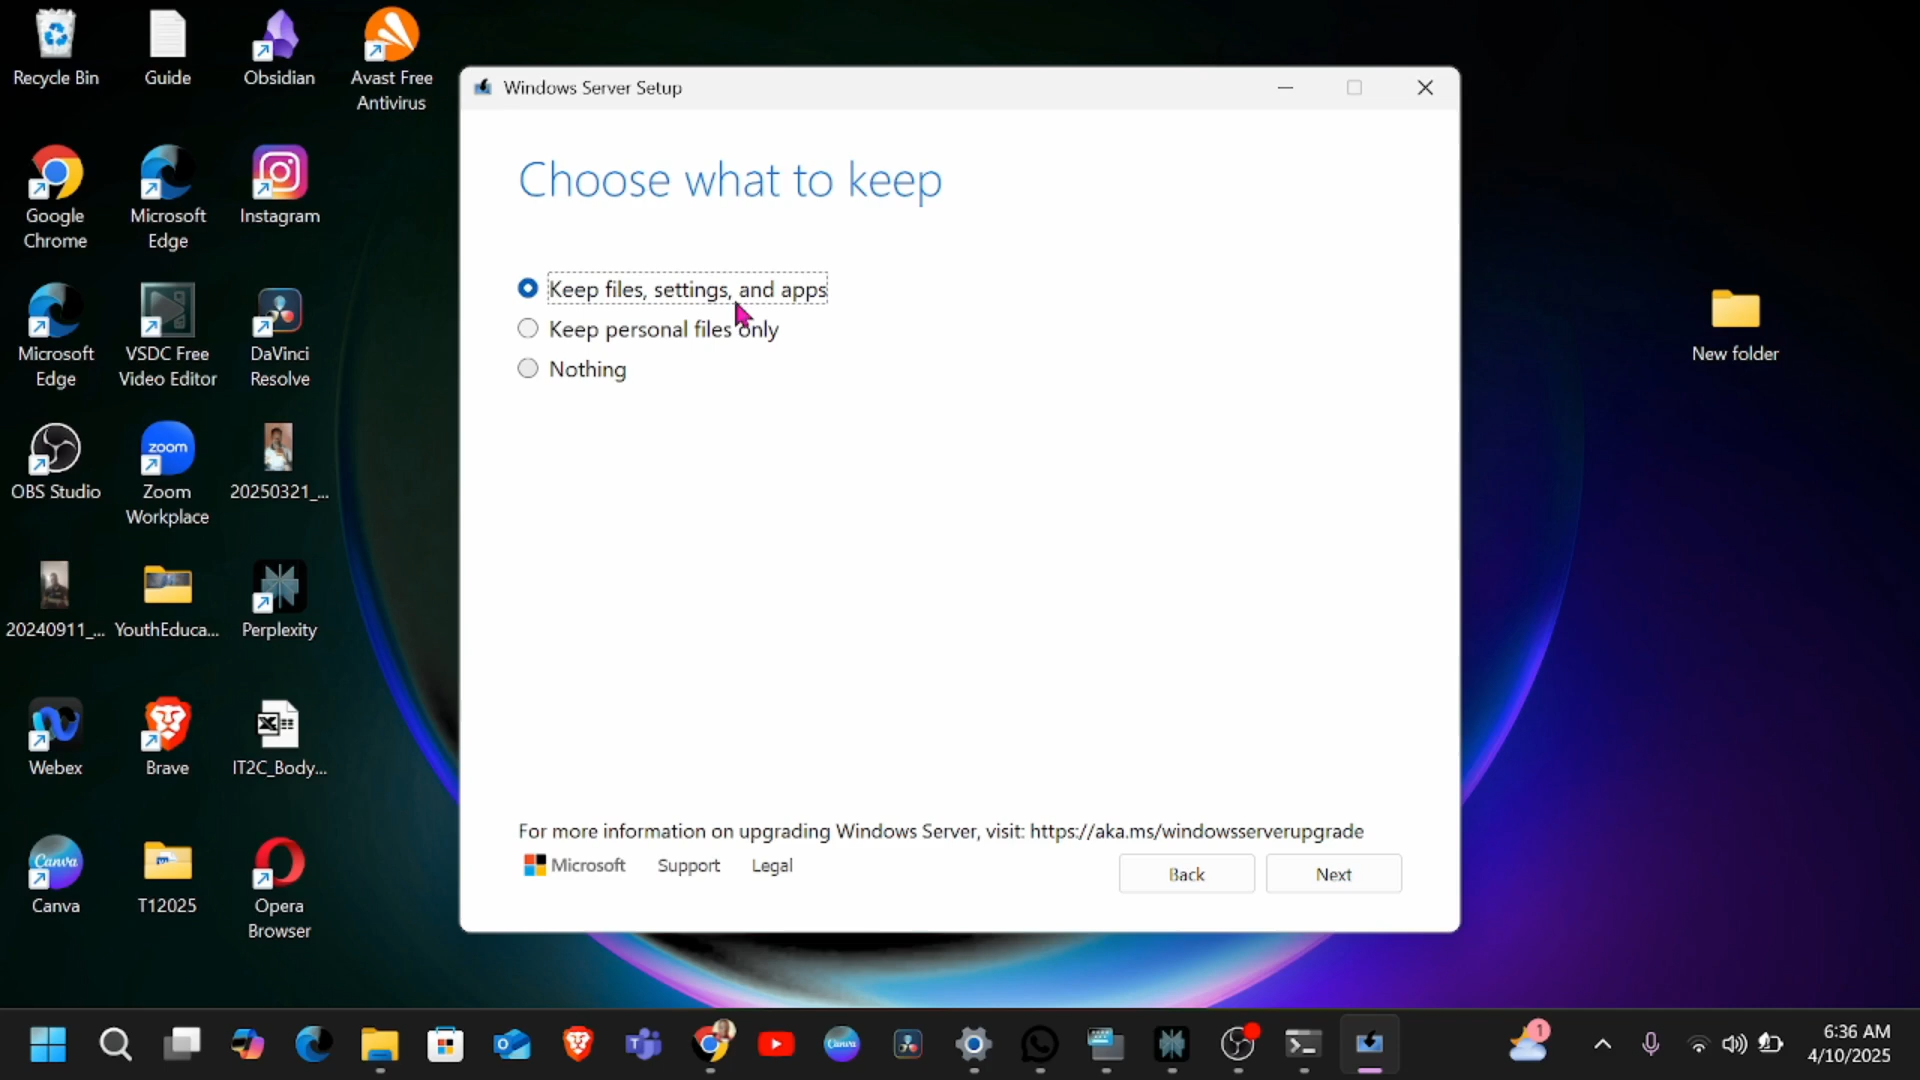 Recycle Bin
Guide
Obsidian
Avast Free
Antivirus
Google
Chrome
Microsoft
Edge
Instagram
Microsoft
Edge
VSDC Free
Video Editor
DaVinci
Resolve
OBS Studio
zoom
Zoom
Workplace
20250321_...
20240911_...
YouthEduca...
Perplexity
Webex
Brave
IT2C_Body...
Canva
Canva
T12025
Opera
Browser
Windows Server Setup
Choose what to keep
Keep files, settings, and apps
Keep personal files only
Nothing
For more information on upgrading Windows Server, visit: https://aka.ms/windowsserverupgrade
Microsoft
Support
Legal
Back
Next
New folder
Canva
1
6:36 AM
4/10/2025